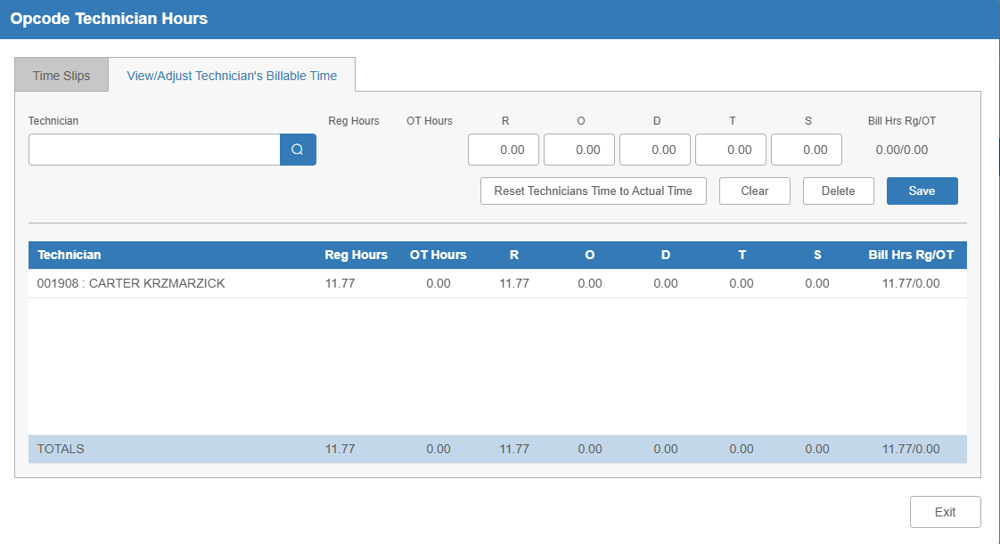 Opcode Technician Hours
Time Slips View/Adjust Technician's Billable Time
Technician Reg Hours OT Hours R O D T S Bill Hrs Rg/OT
0.00 0.00 0.00 0.00 0.00 0.00/0.00
Reset Technicians Time to Actual Time Clear Delete Save
Technician Reg Hours OT Hours R O D T S Bill Hrs Rg/OT
001908 : CARTER KRZMARZICK 11.77 0.00 11.77 0.00 0.00 0.00 0.00 11.77/0.00
TOTALS 11.77 0.00 11.77 0.00 0.00 0.00 0.00 11.77/0.00
Exit